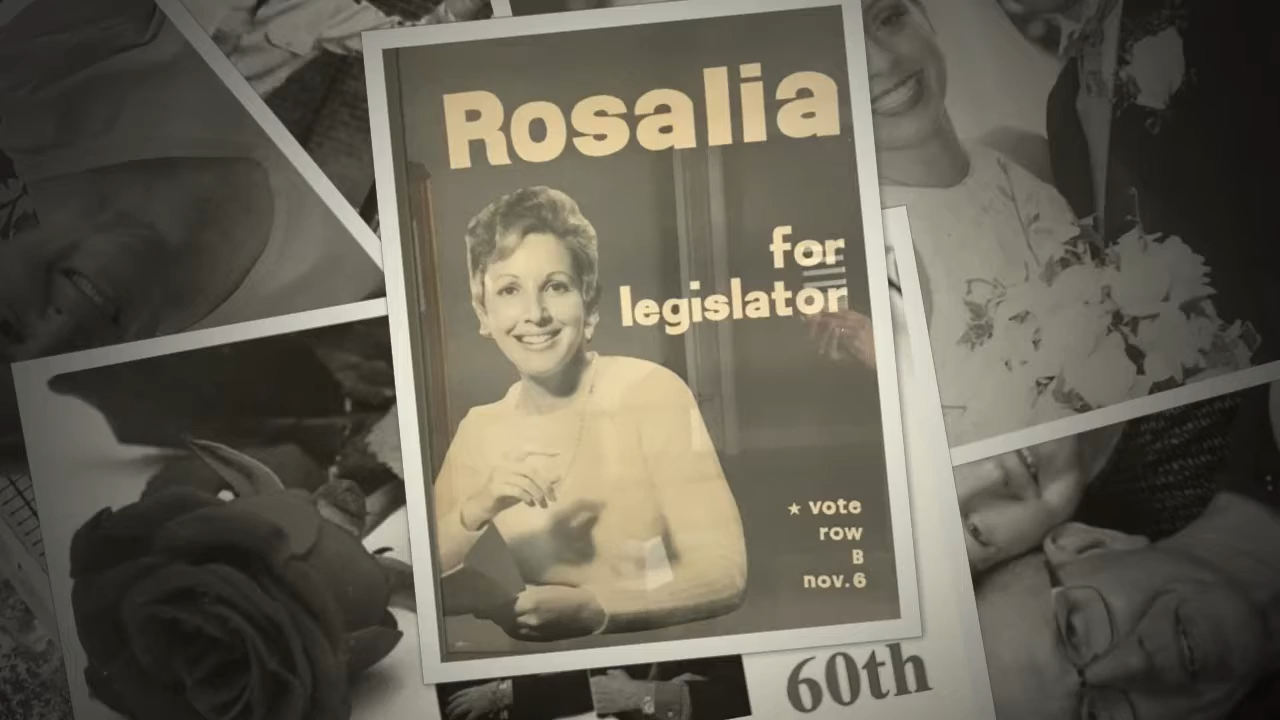 Rosalia
for
legislator
★ vote
row
B
nov.6
60th